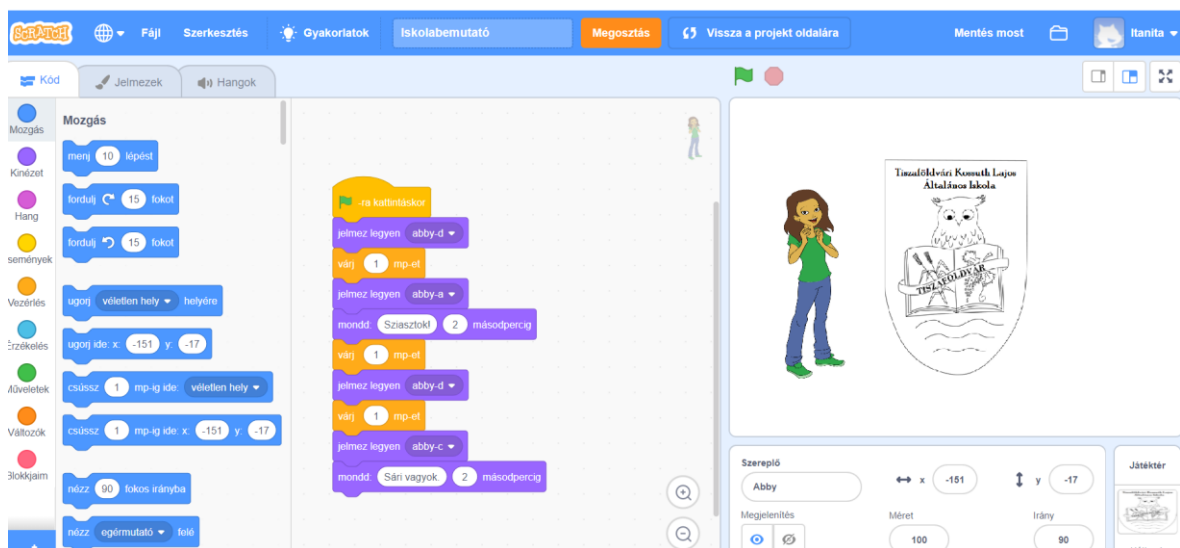 SCRATCH Fájl Szerkesztés Gyakorlatok Iskolabemutató Megosztás Vissza a projekt oldalára Mentés most Itanita
Kód Jelmezek Hangok
Mozgás
Kinézet
Hang
semények
Vezérlés
Érzékelés
Műveletek
Változók
Blokkjaim
Mozgás
menj 10 lépést
fordulj 15 fokot
fordulj 15 fokot
ugorj véletlen hely helyére
ugorj ide: x: -151 y: -17
csússz 1 mp-ig ide: véletlen hely
csússz 1 mp-ig ide: x: -151 y: -17
nézz 90 fokos irányba
nézz egérmutató felé
-ra kattintáskor
jelmez legyen abby-d
várj 1 mp-et
jelmez legyen abby-a
mondd: Sziasztok! 2 másodpercig
várj 1 mp-et
jelmez legyen abby-d
várj 1 mp-et
jelmez legyen abby-c
mondd: Sári vagyok. 2 másodpercig
Tiszaföldvári Kossuth Lajos
Általános Iskola
TISZAFÖLDVÁR
Szereplő
Abby
x -151
y -17
Megjelenítés
Méret
100
Irány
90
Játéktér